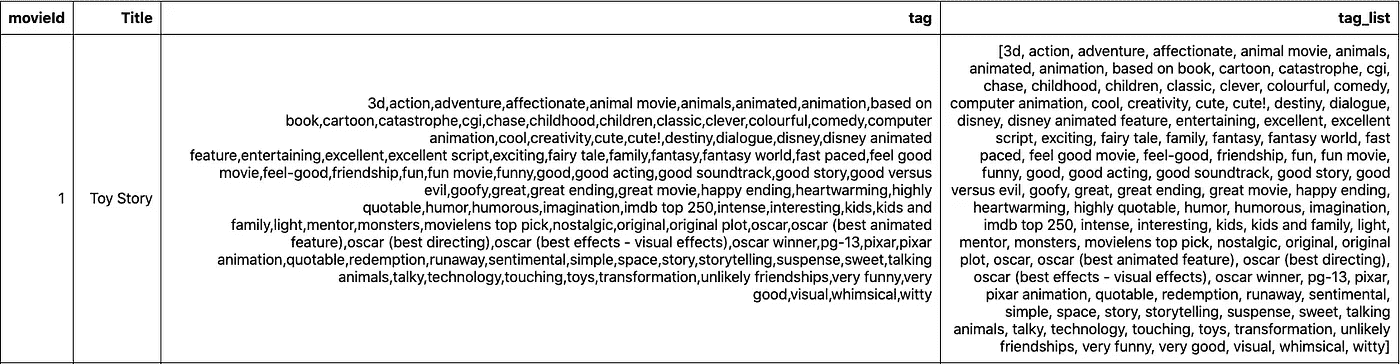 movieId Title tag tag_list
3d,action,adventure,affectionate,animal movie,animals,animated,animation,based on
book,cartoon,catastrophe,cgi,chase,childhood,children,classic,clever,colourful,comedy,computer
animation,cool,creativity,cute,cute!,destiny,dialogue,disney,disney animated
feature,entertaining,excellent,excellent script,exciting,fairy tale,family,fantasy,fantasy world,fast paced,feel good
movie,feel-good,friendship,fun,fun movie,funny,good,good acting,good soundtrack,good story,good versus
evil,goofy,great,great ending,great movie,happy ending,heartwarming,highly
1 Toy Story
quotable,humor,humorous,imagination,imdb top 250,intense,interesting,kids,kids and
family,light,mentor,monsters,movielens top pick,nostalgic,original,original plot,oscar,oscar (best animated
feature),oscar (best directing),oscar (best effects - visual effects),oscar winner,pg-13,pixar,pixar
animation,quotable,redemption,runaway,sentimental,simple,space,story,storytelling,suspense,sweet,talking
animals,talky,technology,touching,toys,transformation,unlikely friendships,very funny,very
good,visual,whimsical,witty
[3d, action, adventure, affectionate, animal movie, animals,
animated, animation, based on book, cartoon, catastrophe, cgi,
chase, childhood, children, classic, clever, colourful, comedy,
computer animation, cool, creativity, cute, cute!, destiny, dialogue,
disney, disney animated feature, entertaining, excellent, excellent
script, exciting, fairy tale, family, fantasy, fantasy world, fast
paced, feel good movie, feel-good, friendship, fun, fun movie,
funny, good, good acting, good soundtrack, good story, good
versus evil, goofy, great, great ending, great movie, happy ending,
heartwarming, highly quotable, humor, humorous, imagination,
imdb top 250, intense, interesting, kids, kids and family, light,
mentor, monsters, movielens top pick, nostalgic, original, original
plot, oscar, oscar (best animated feature), oscar (best directing),
oscar (best effects - visual effects), oscar winner, pg-13, pixar,
pixar animation, quotable, redemption, runaway, sentimental,
simple, space, story, storytelling, suspense, sweet, talking
animals, talky, technology, touching, toys, transformation, unlikely
friendships, very funny, very good, visual, whimsical, witty]